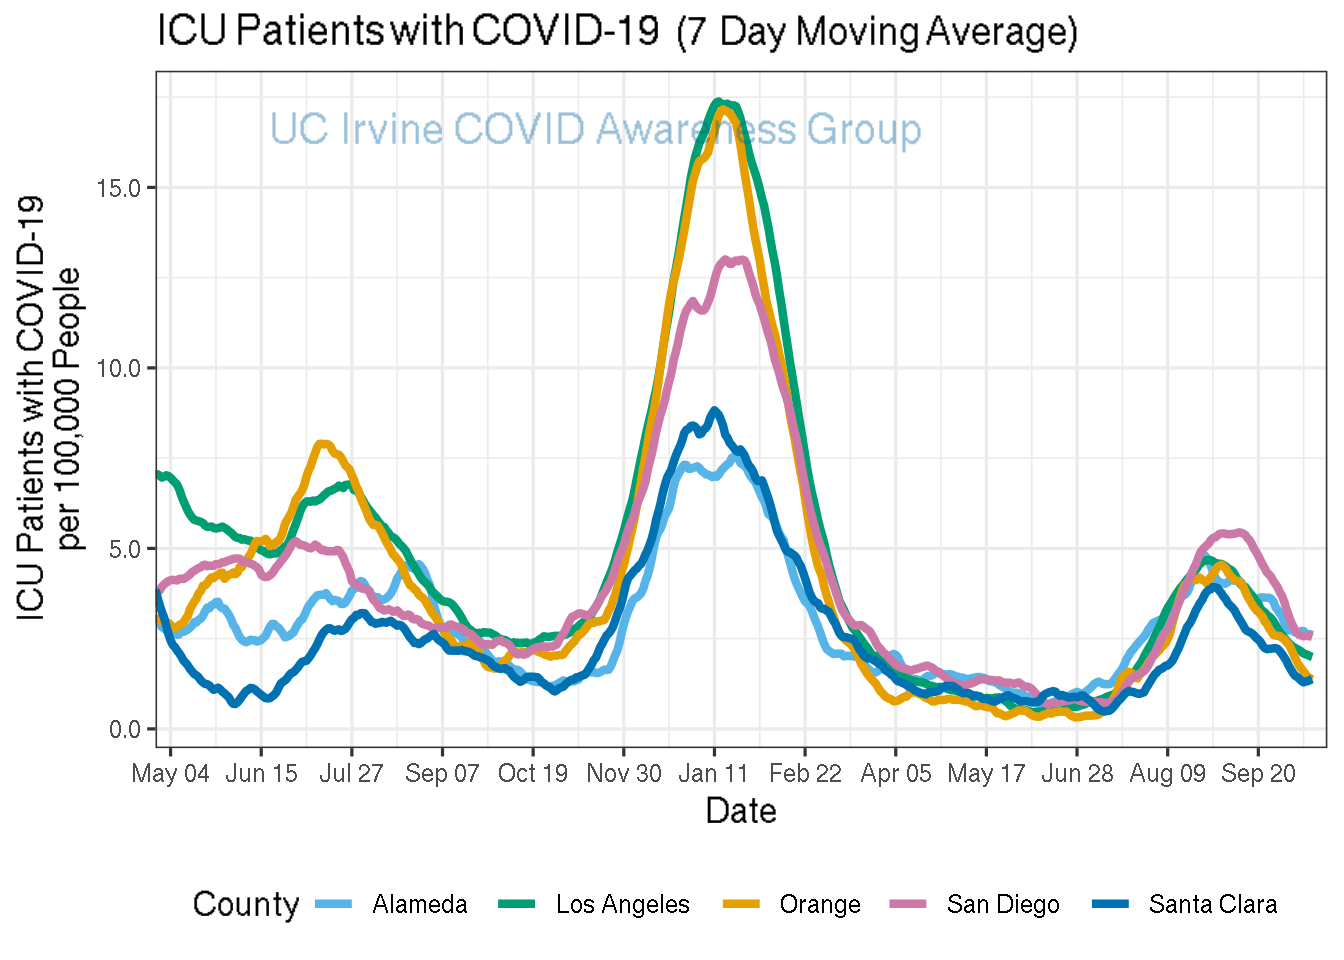 ICU Patients with COVID-19 (7 Day Moving Average)
UC Irvine COVID Awareness Group
ICU Patients with COVID-19
per 100,000 People
15.0
10.0
5.0
0.0
May 04 Jun 15 Jul 27 Sep 07 Oct 19 Nov 30 Jan 11 Feb 22 Apr 05 May 17 Jun 28 Aug 09 Sep 20
Date
County Alameda Los Angeles Orange San Diego Santa Clara